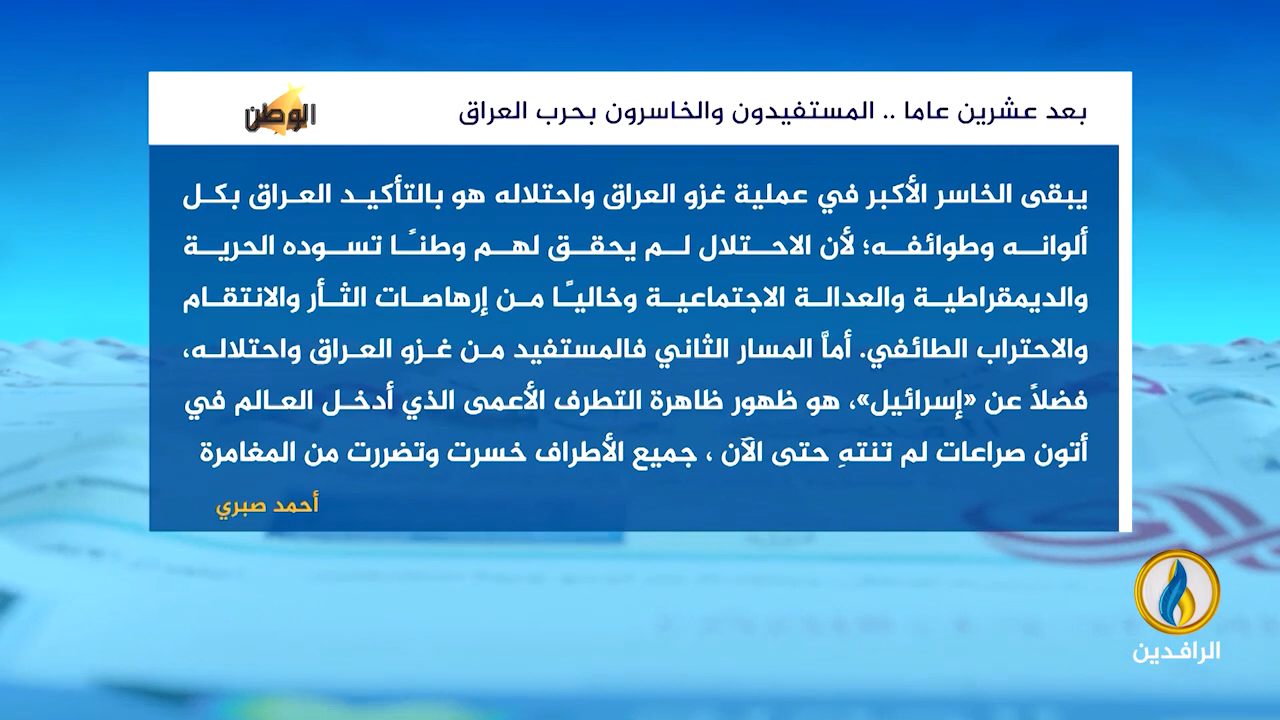 بعد عشرين عاما .. المستفيدون والخاسرون بحرب العراق
الوطن
يبقى الخاسر الأكبر في عملية غزو العراق واحتلاله هو بالتأكيد العراق بكل
ألوانه وطوائفه؛ لأن الاحتلال لم يحقق لهم وطنًا تسوده الحرية
والديمقراطية والعدالة الاجتماعية وخاليًا من إرهاصات الثأر والانتقام
والاحتراب الطائفي. أمَّا المسار الثاني فالمستفيد من غزو العراق واحتلاله،
فضلاً عن «إسرائيل»، هو ظهور ظاهرة التطرف الأعمى الذي أدخل العالم في
أتون صراعات لم تنتهِ حتى الآن ، جميع الأطراف خسرت وتضررت من المغامرة
أحمد صبري
الرافدين